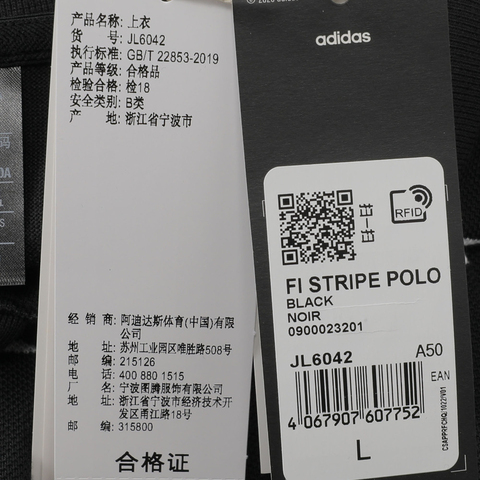 产品名称: 上衣
货 号: JL6042
执行标准: GB/T 22853-2019
产品等级: 合格品
检验合格: 检18
安全类别: B类
产 地: 浙江省宁波市
经 销 商: 阿迪达斯体育(中国)有限
公司
地 址: 苏州工业园区唯胜路508号
邮 编: 215126
电 话: 400 880 1515
厂 名: 宁波图腾服饰有限公司
地 址: 浙江省宁波市经济技术开
发区甬江路18号
邮 编: 315800
合格证
adidas
扫一扫
RFID
FI STRIPE POLO
BLACK
NOIR
0900023201
JL6042 A50
EAN
4 067907 607752
L
码